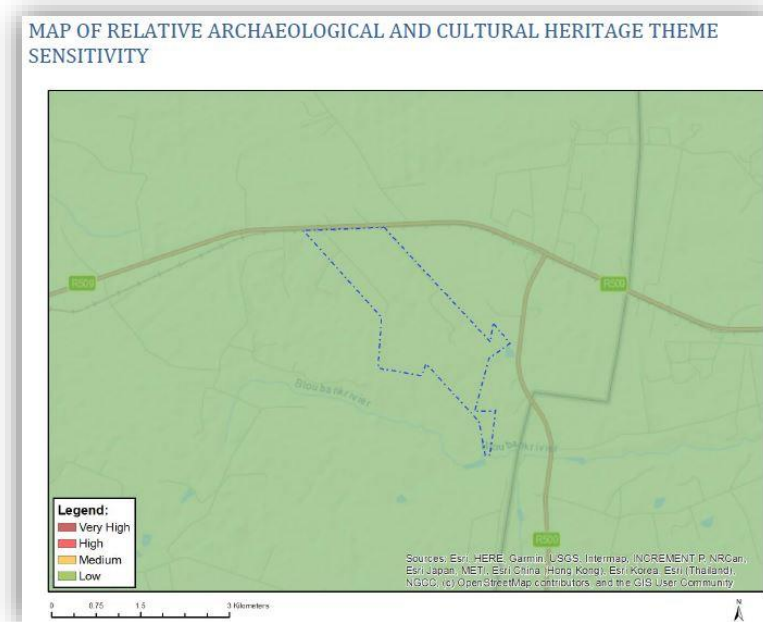 MAP OF RELATIVE ARCHAEOLOGICAL AND CULTURAL HERITAGE THEME
SENSITIVITY
R509
R509
Bloubankrivier
Bloubankrivier
R509
Legend:
Very High
High
Medium
Low
Sources: Esri, HERE, Garmin, USGS, Intermap, INCREMENT P, NRCan,
Esri Japan, METI, Esri China (Hong Kong), Esri Korea, Esri (Thailand),
NGCC, (c) OpenStreetMap contributors, and the GIS User Community
0 0.75 1.5 3 Kilometers
N